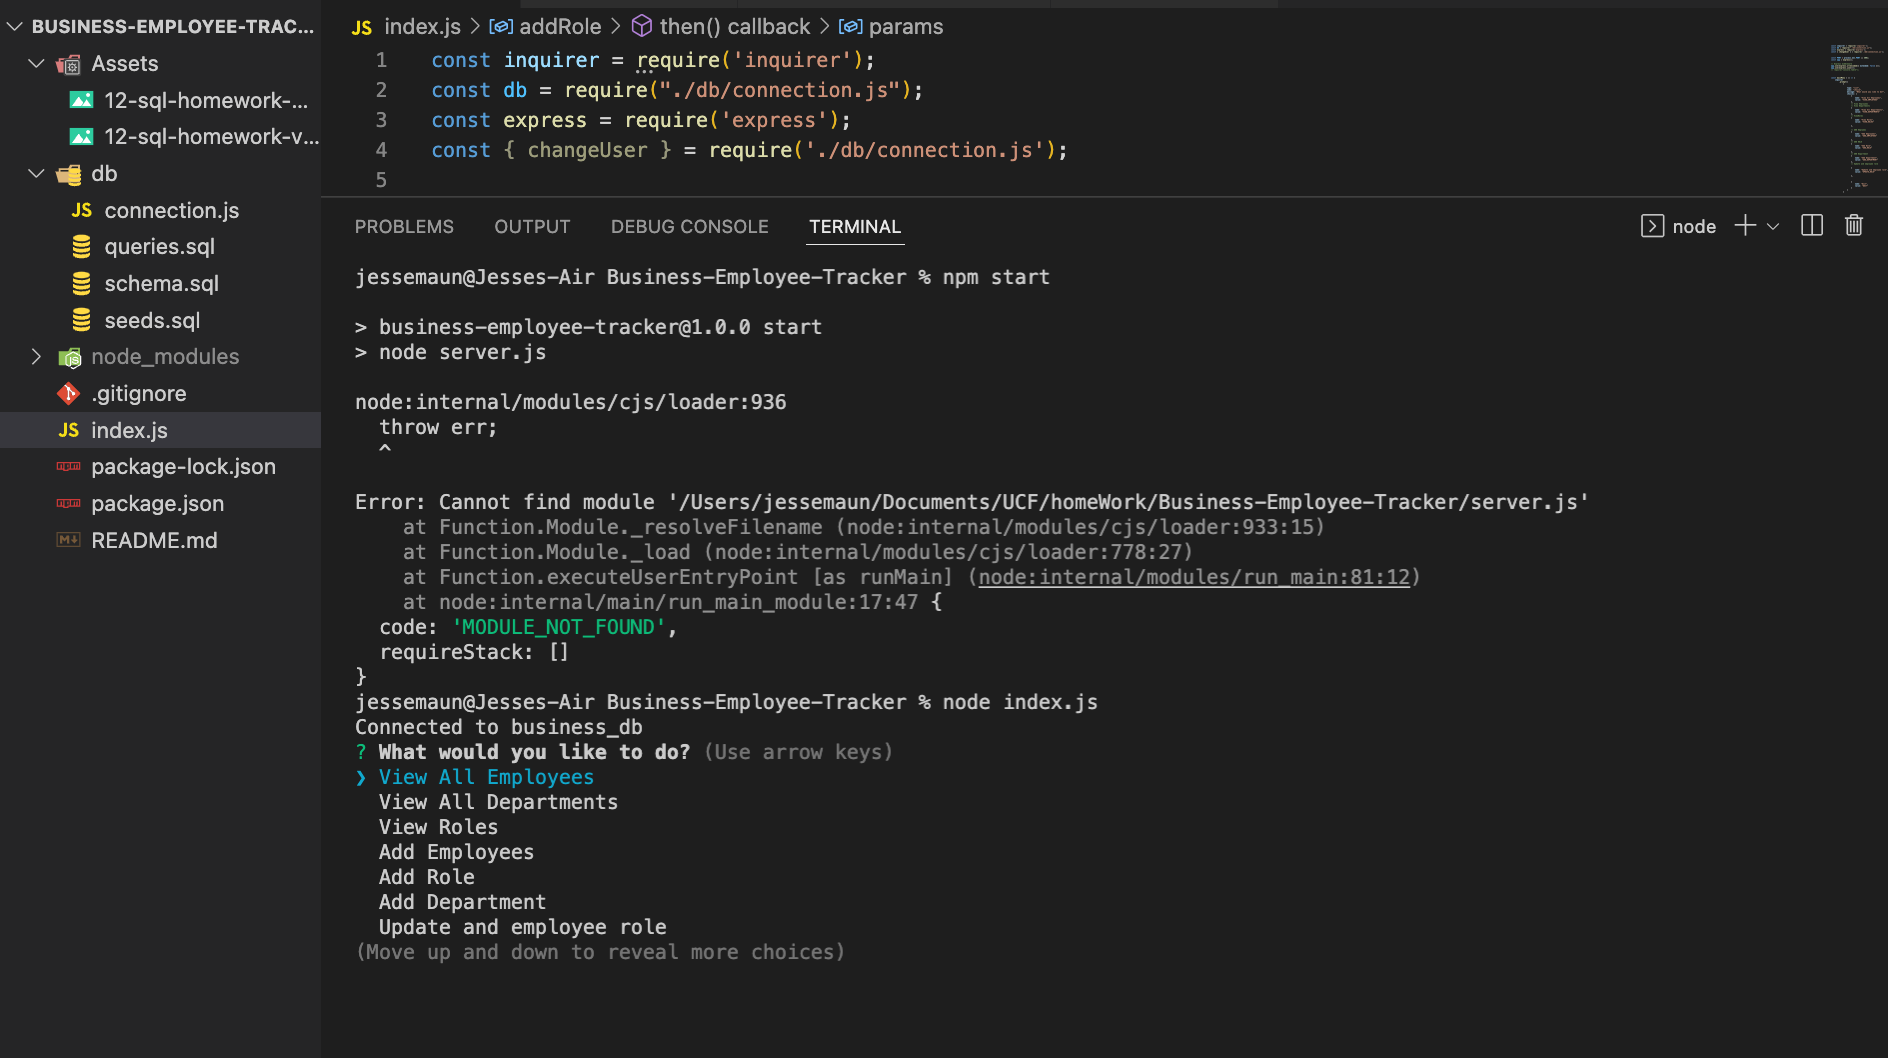 BUSINESS-EMPLOYEE-TRAC...
Assets
12-sql-homework-...
12-sql-homework-v...
db
connection.js
queries.sql
schema.sql
seeds.sql
node_modules
.gitignore
JS index.js
package-lock.json
package.json
README.md
JS index.js > addRole > then() callback > params
1 const inquirer = require('inquirer');
2 const db = require("./db/connection.js");
3 const express = require('express');
4 const { changeUser } = require('./db/connection.js');
5
PROBLEMS OUTPUT DEBUG CONSOLE TERMINAL node
jessemaun@Jesses-Air Business-Employee-Tracker % npm start
> business-employee-tracker@1.0.0 start
> node server.js
node:internal/modules/cjs/loader:936
throw err;
^
Error: Cannot find module '/Users/jessemaun/Documents/UCF/homeWork/Business-Employee-Tracker/server.js'
at Function.Module._resolveFilename (node:internal/modules/cjs/loader:933:15)
at Function.Module._load (node:internal/modules/cjs/loader:778:27)
at Function.executeUserEntryPoint [as runMain] (node:internal/modules/run_main:81:12)
at node:internal/main/run_main_module:17:47 {
code: 'MODULE_NOT_FOUND',
requireStack: []
}
jessemaun@Jesses-Air Business-Employee-Tracker % node index.js
Connected to business_db
? What would you like to do? (Use arrow keys)
❯ View All Employees
View All Departments
View Roles
Add Employees
Add Role
Add Department
Update and employee role
(Move up and down to reveal more choices)